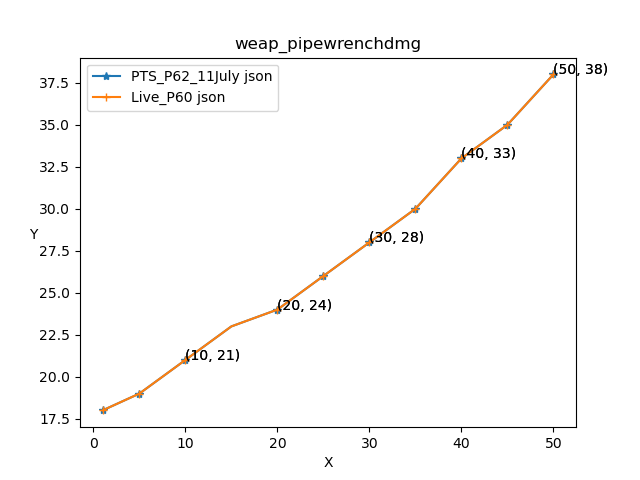 weap_pipewrenchdmg
PTS_P62_11July json
Live_P60 json
(50, 38)
(40, 33)
(30, 28)
(20, 24)
(10, 21)
37.5
35.0
32.5
30.0
27.5
25.0
22.5
20.0
17.5
Y
0 10 20 30 40 50
X